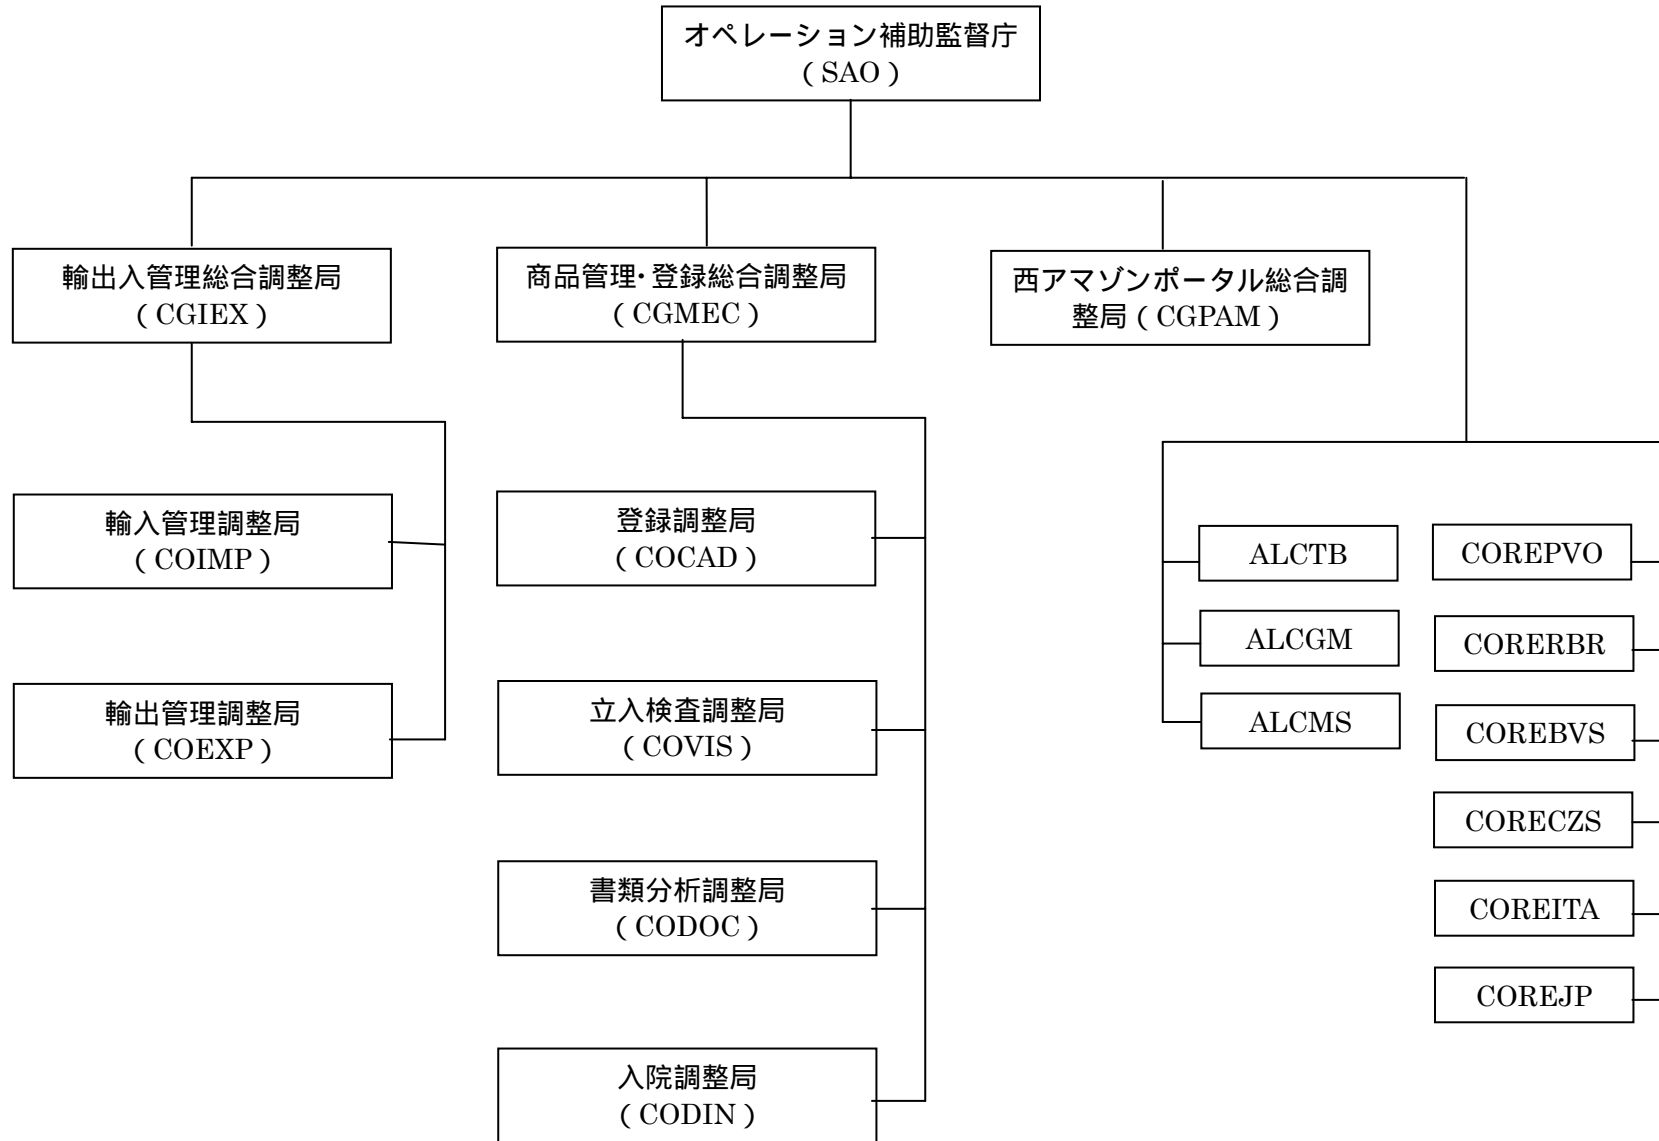 オペレーション補助監督庁
(SAO)
輸出入管理総合調整局
(CGIEX)
商品管理・登録総合調整局
(CGMEC)
西アマゾンポータル総合調
整局(CGPAM)
輸入管理調整局
(COIMP)
輸出管理調整局
(COEXP)
登録調整局
(COCAD)
立入検査調整局
(COVIS)
書類分析調整局
(CODOC)
入院調整局
(CODIN)
ALCTB
ALCGM
ALCMS
COREPVO
CORERBR
COREBVS
CORECZS
COREITA
COREJP